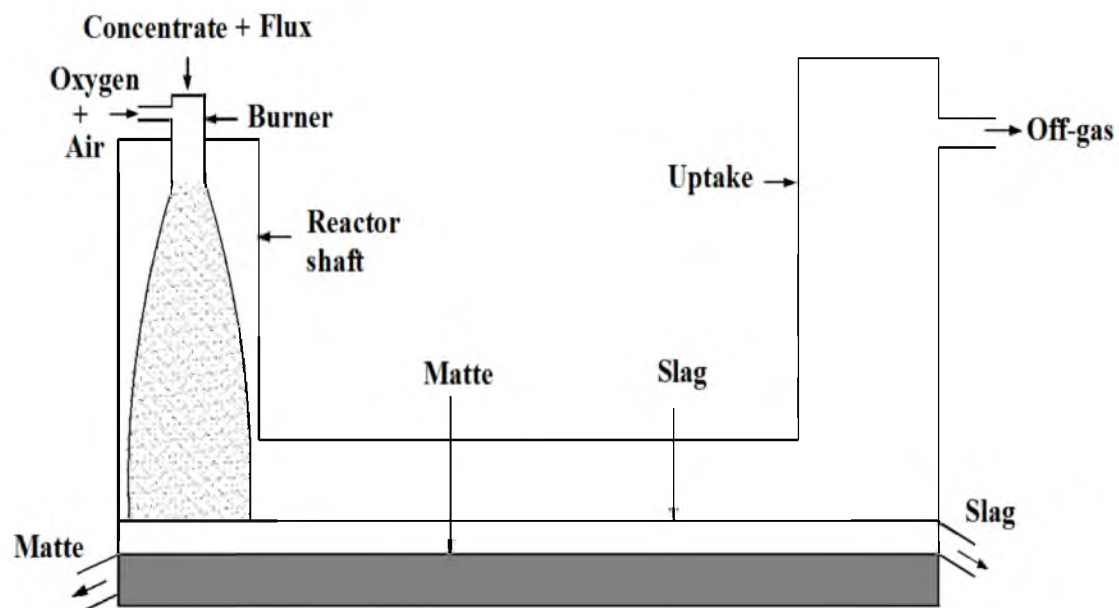 Concentrate + Flux
Oxygen
+
Air
Burner
Off-gas
Uptake
Reactor
shaft
Matte
Slag
Matte
Slag